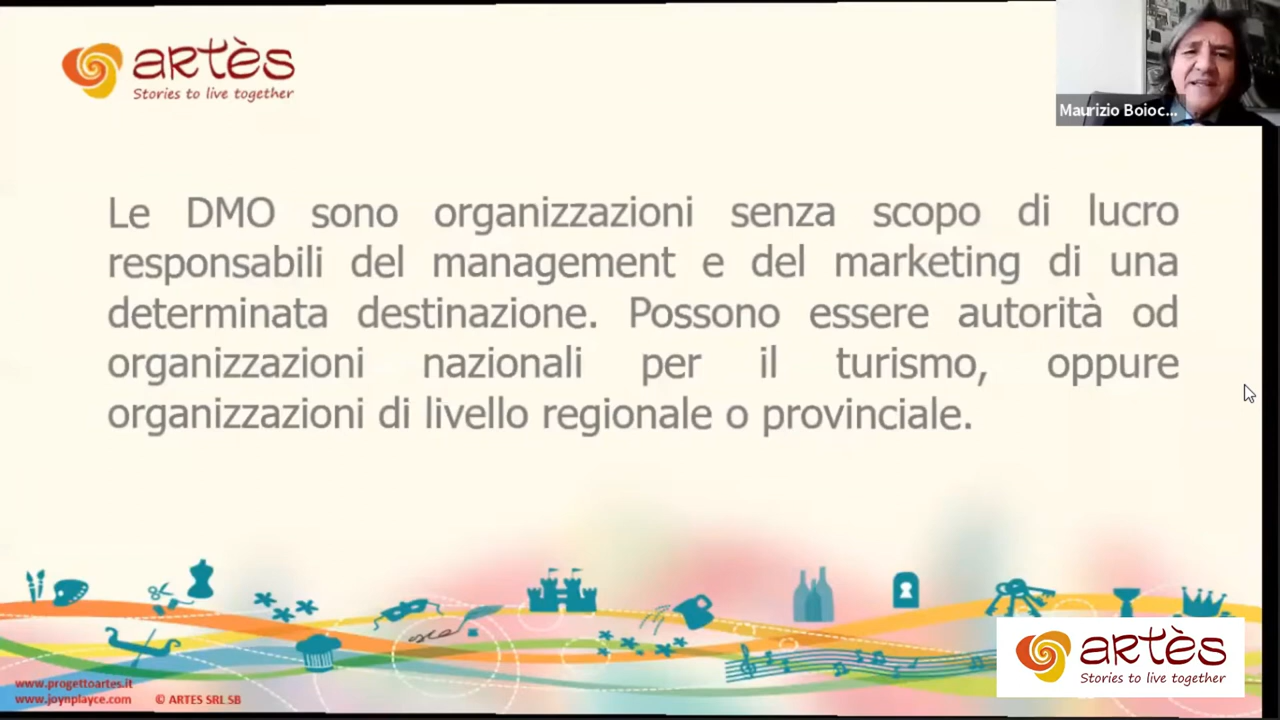 artès
Stories to live together
Maurizio Boioc...
Le DMO sono organizzazioni senza scopo di lucro
responsabili del management e del marketing di una
determinata destinazione. Possono essere autorità od
organizzazioni nazionali per il turismo, oppure
organizzazioni di livello regionale o provinciale.
artès
Stories to live together
www.progettoartes.it
www.joynplayce.com © ARTES SRL SB